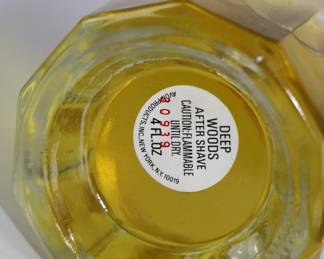 DEEP
WOODS
AFTER SHAVE
CAUTION: FLAMMABLE
UNTIL DRY.
4 FL. OZ.
AVON PRODUCTS, INC., NEW YORK, N.Y. 10019